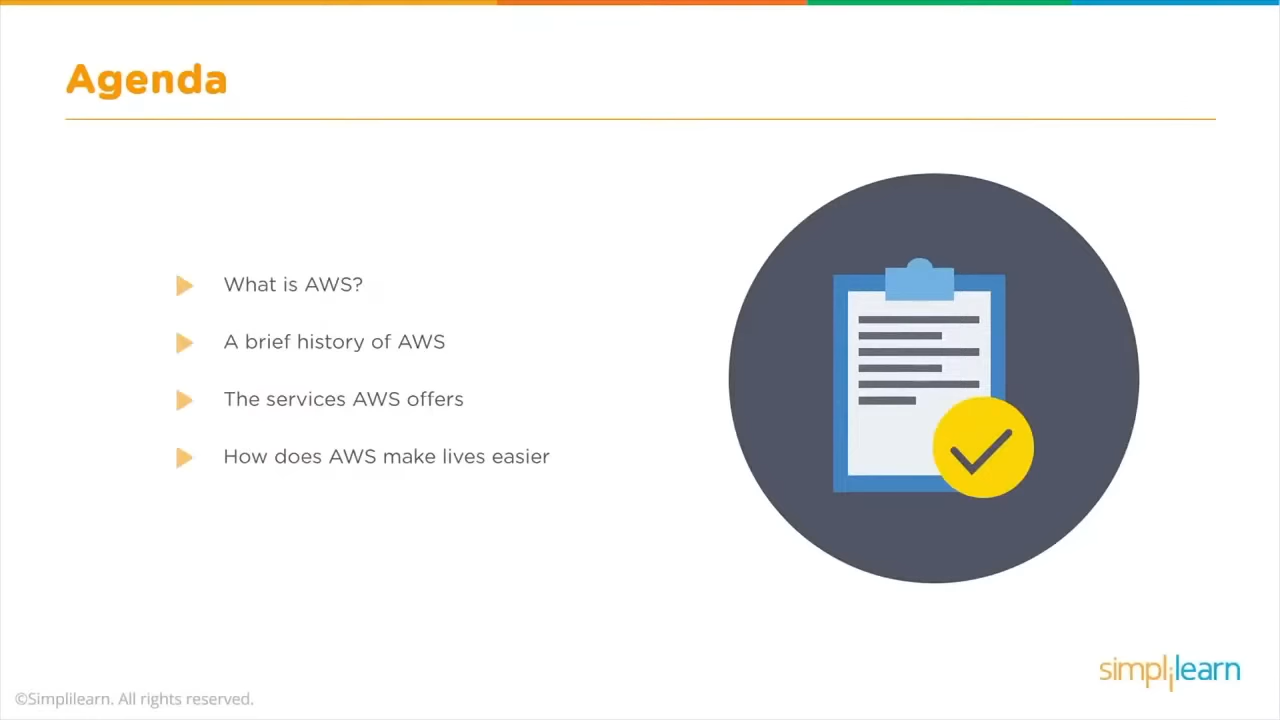 Agenda
What is AWS?
A brief history of AWS
The services AWS offers
How does AWS make lives easier
simplilearn
©Simplilearn. All rights reserved.